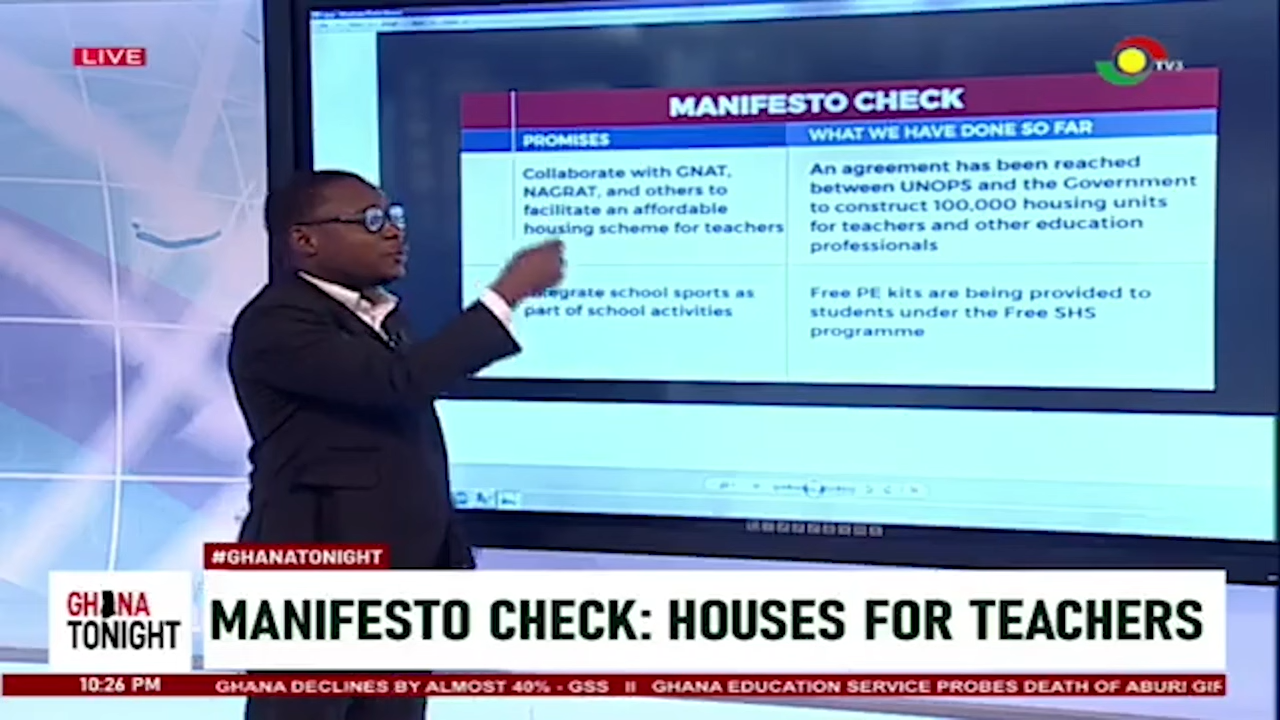 LIVE
TV3
MANIFESTO CHECK
PROMISES
WHAT WE HAVE DONE SO FAR
Collaborate with GNAT,
NAGRAT, and others to
facilitate an affordable
housing scheme for teachers
An agreement has been reached
between UNOPS and the Government
to construct 100,000 housing units
for teachers and other education
professionals
school sports as
part of school activities
Free PE kits are being provided to
students under the Free SHS
programme
#GHANATONIGHT
GHANA
TONIGHT
MANIFESTO CHECK: HOUSES FOR TEACHERS
10:26 PM
GHANA DECLINES BY ALMOST 40% - GSS II GHANA EDUCATION SERVICE PROBES DEATH OF ABURI